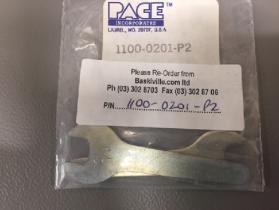 PACE
INCORPORATED
LAUREL, MD. 20707, U.S.A
1100-0201-P2
Please Re-Order from
Baskiville.com ltd
Ph (03) 302 8703 Fax (03) 302 87 06
P/N 1100-0201-P2